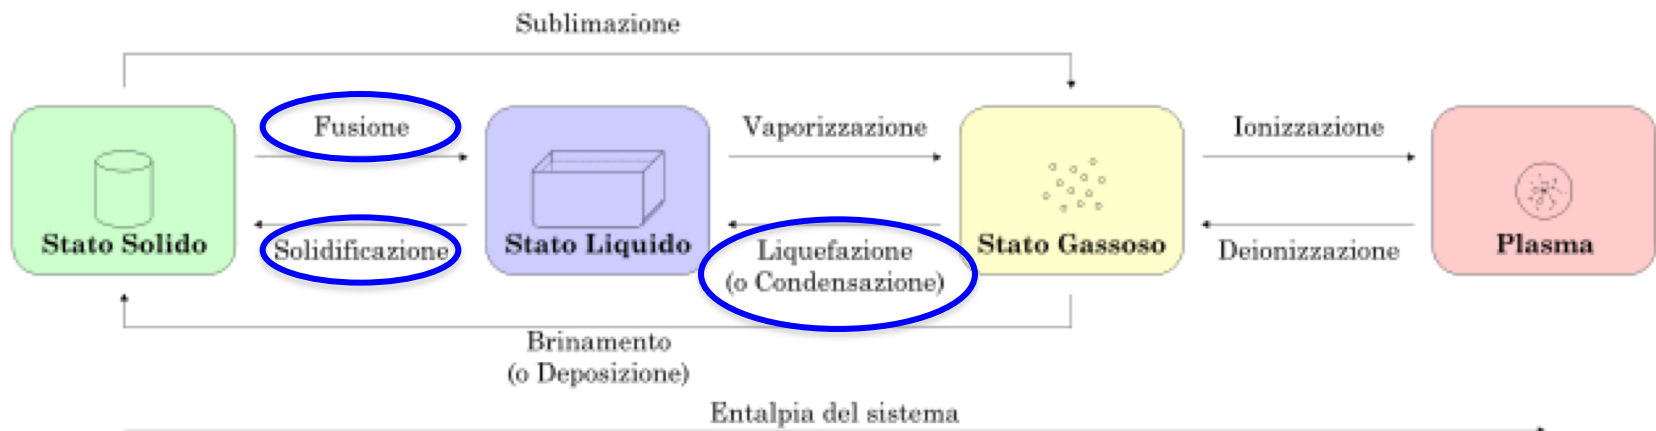 Sublimazione
Fusione
Vaporizzazione
Ionizzazione
Stato Solido
Solidificazione
Stato Liquido
Liquefazione
(o Condensazione)
Stato Gassoso
Deionizzazione
Plasma
Brinamento
(o Deposizione)
Entalpia del sistema